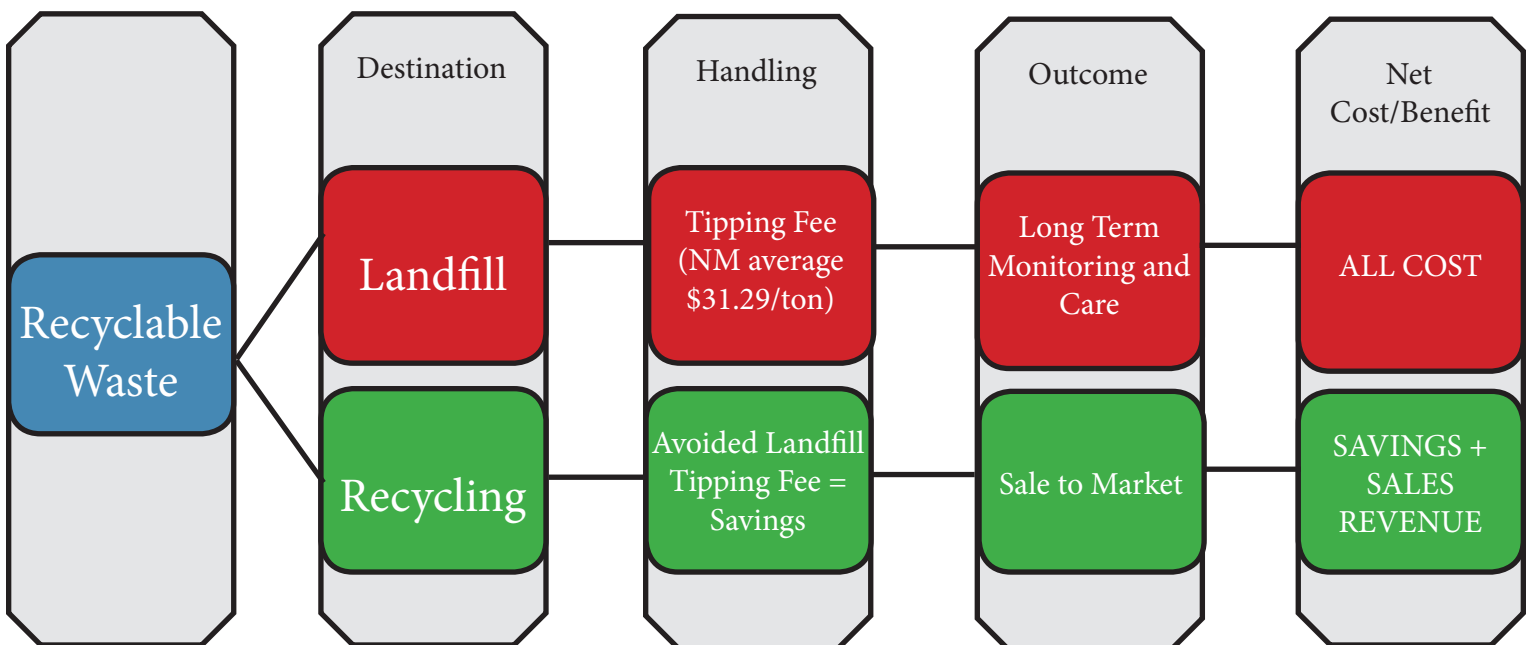 Destination
Handling
Outcome
Net
Cost/Benefit
Recyclable
Waste
Landfill
Tipping Fee
(NM average
$31.29/ton)
Long Term
Monitoring and
Care
ALL COST
Recycling
Avoided Landfill
Tipping Fee =
Savings
Sale to Market
SAVINGS +
SALES
REVENUE